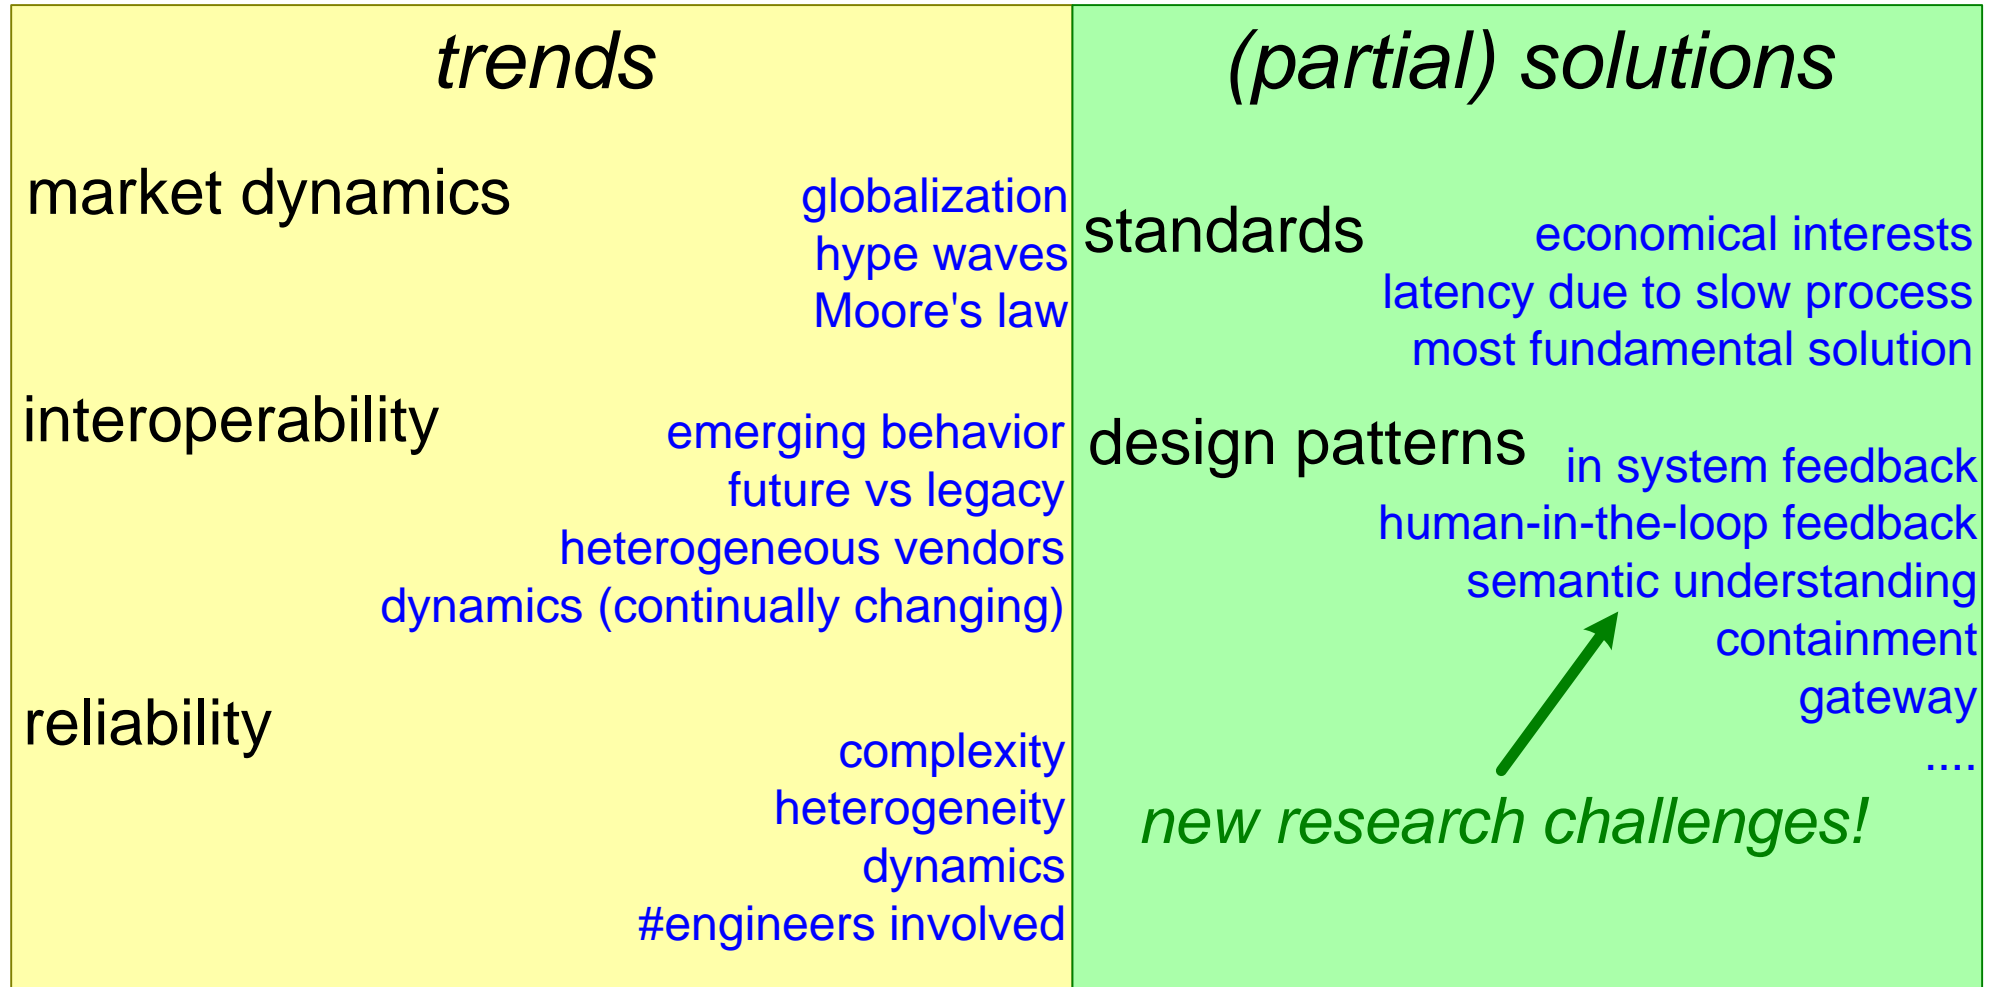 trends
market dynamics
globalization
hype waves
Moore's law
interoperability
emerging behavior
future vs legacy
heterogeneous vendors
dynamics (continually changing)
reliability
complexity
heterogeneity
dynamics
#engineers involved
(partial) solutions
standards
economical interests
latency due to slow process
most fundamental solution
design patterns
in system feedback
human-in-the-loop feedback
semantic understanding
containment
gateway
....
new research challenges!